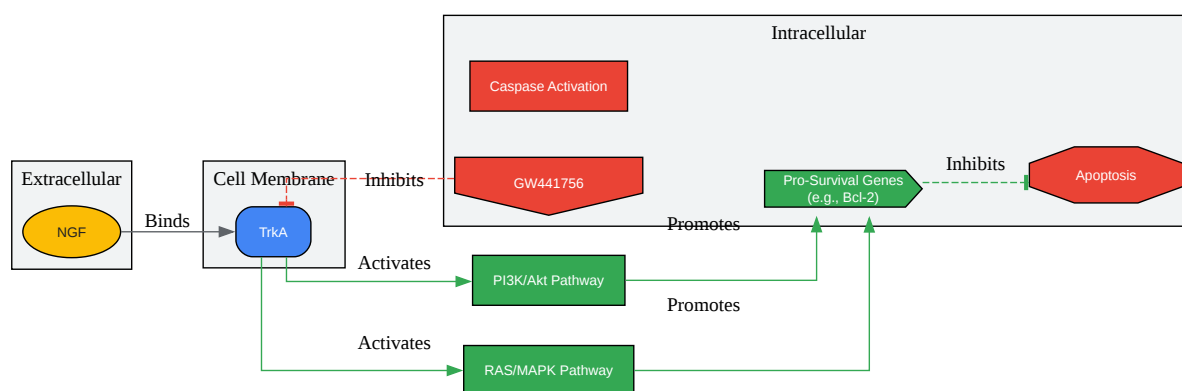 Intracellular
Caspase Activation
Extracellular
Cell Membrane
Inhibits
GW441756
Pro-Survival Genes
(e.g., Bcl-2)
Inhibits
Apoptosis
NGF
Binds
TrkA
Promotes
Activates
PI3K/Akt Pathway
Promotes
Activates
RAS/MAPK Pathway